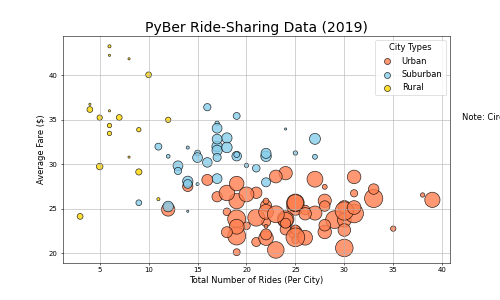 PyBer Ride-Sharing Data (2019)
City Types
Urban
Suburban
Rural
Note: Cir
Average Fare ($)
40
35
30
25
20
5
10
15
20
25
30
35
40
Total Number of Rides (Per City)